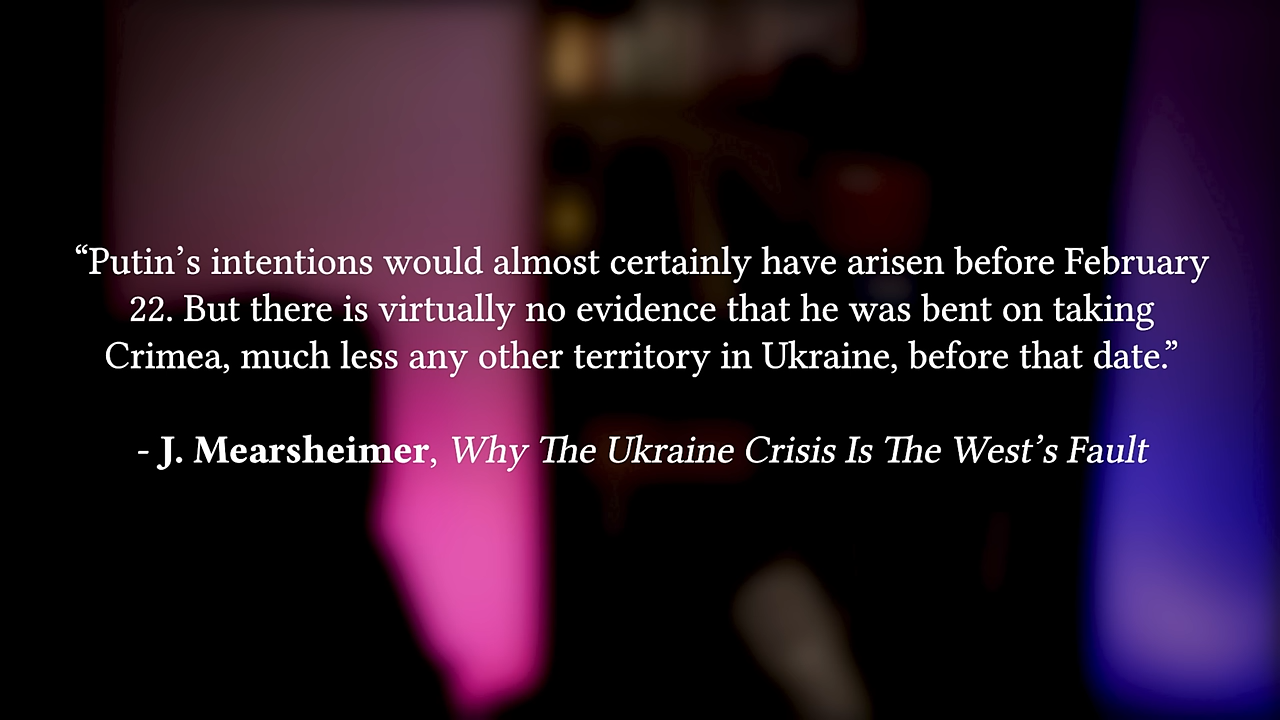 “Putin’s intentions would almost certainly have arisen before February
22. But there is virtually no evidence that he was bent on taking
Crimea, much less any other territory in Ukraine, before that date.”
- J. Mearsheimer, Why The Ukraine Crisis Is The West’s Fault